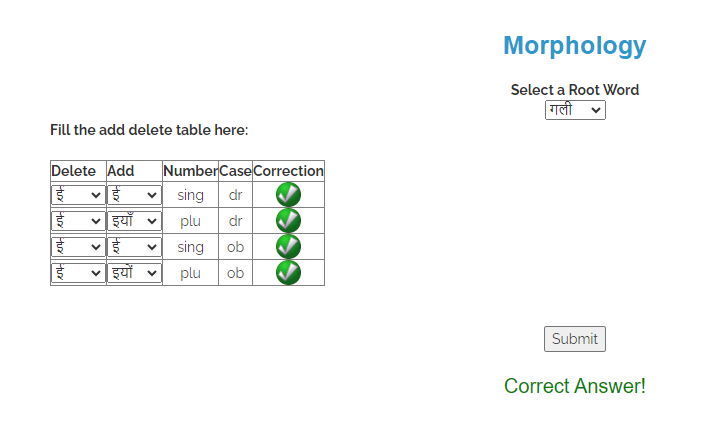 Morphology
Select a Root Word
गली
Fill the add delete table here:
Delete Add Number Case Correction
ई ई sing dr
ई इयाँ plu dr
ई ई sing ob
ई इयों plu ob
Submit
Correct Answer!